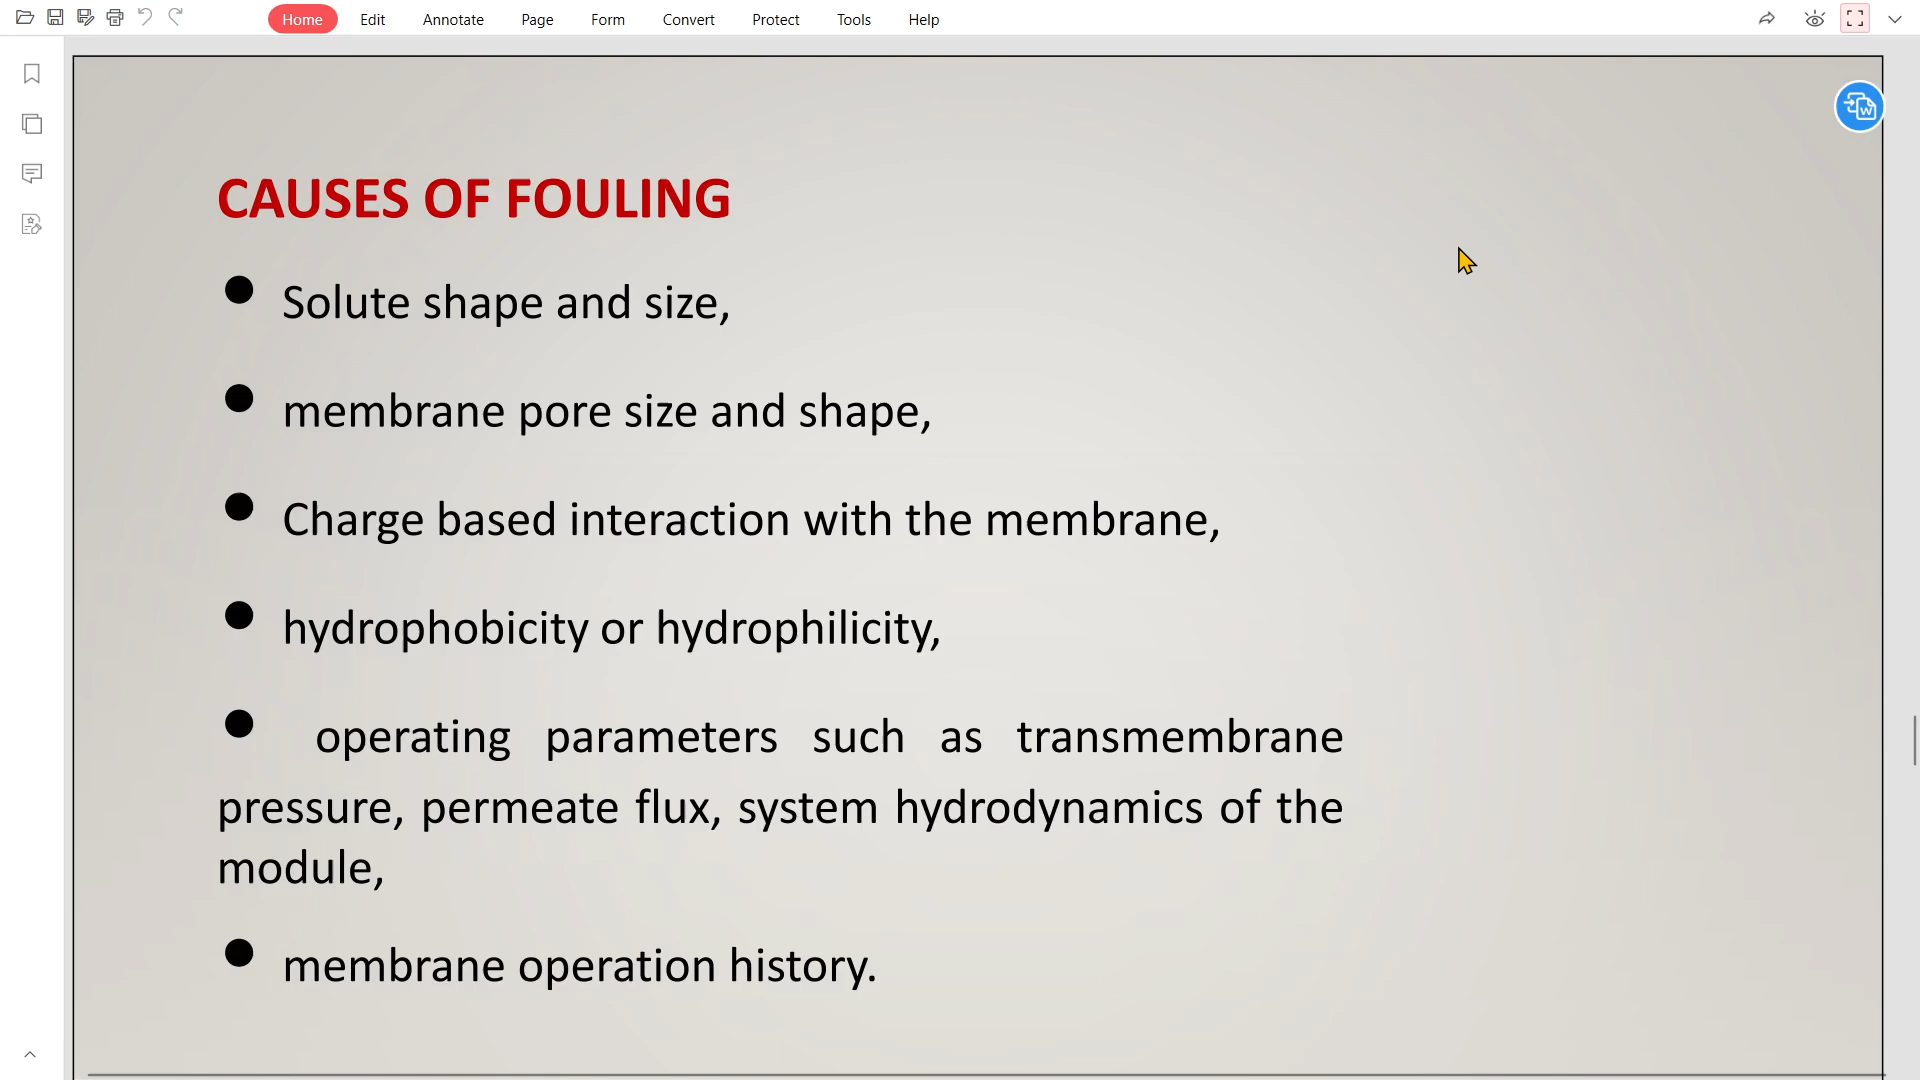 Home Edit Annotate Page Form Convert Protect Tools Help
CAUSES OF FOULING
● Solute shape and size,
● membrane pore size and shape,
● Charge based interaction with the membrane,
● hydrophobicity or hydrophilicity,
● operating parameters such as transmembrane
pressure, permeate flux, system hydrodynamics of the
module,
● membrane operation history.